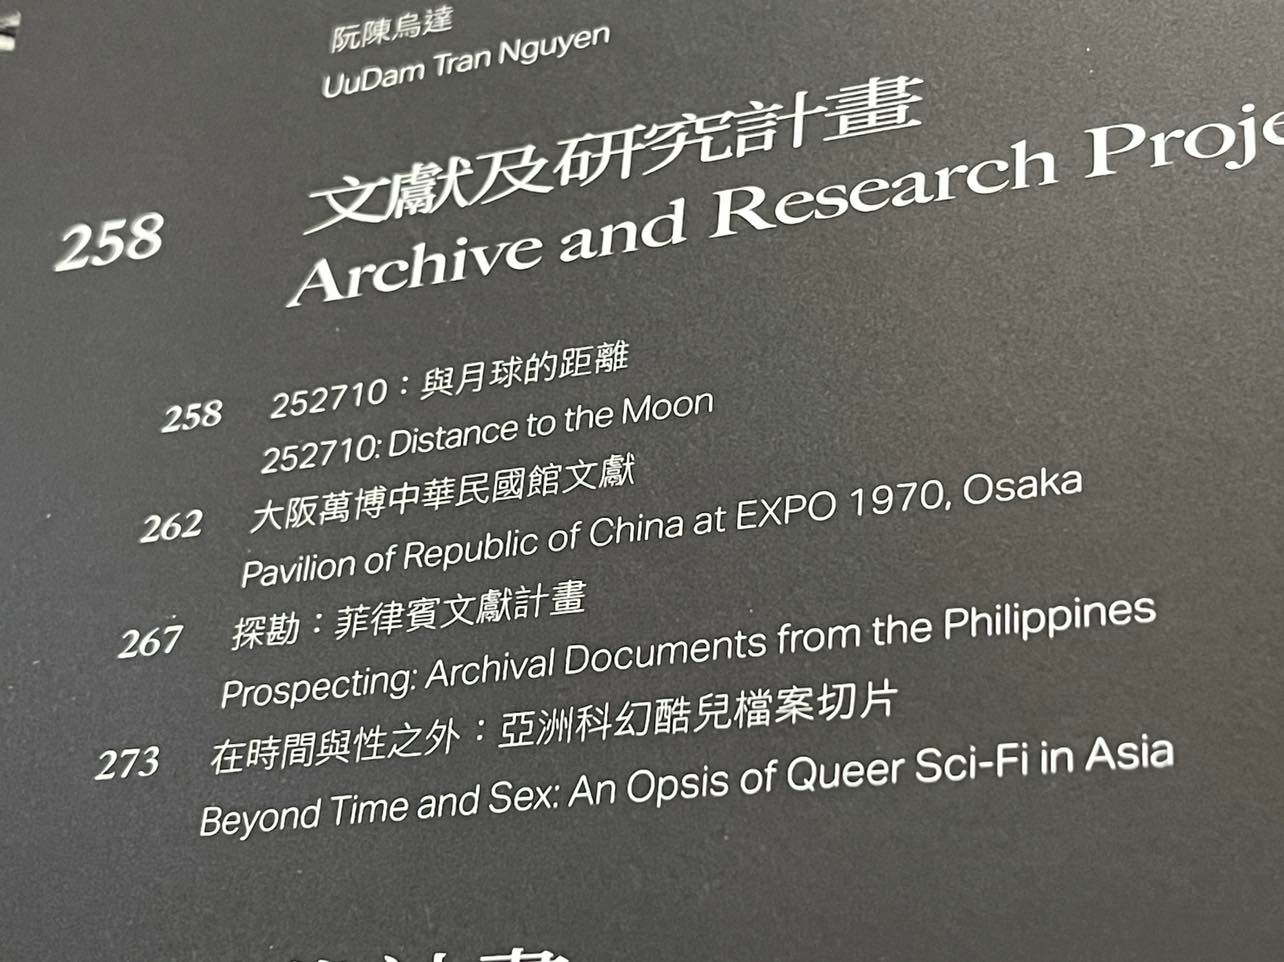 阮陳烏達
UuDam Tran Nguyen
258 文獻及研究計畫
Archive and Research Proje
258 252710：與月球的距離
252710: Distance to the Moon
262 大阪萬博中華民國館文獻
Pavilion of Republic of China at EXPO 1970, Osaka
267 探勘：菲律賓文獻計畫
Prospecting: Archival Documents from the Philippines
273 在時間與性之外：亞洲科幻酷兒檔案切片
Beyond Time and Sex: An Opsis of Queer Sci-Fi in Asia